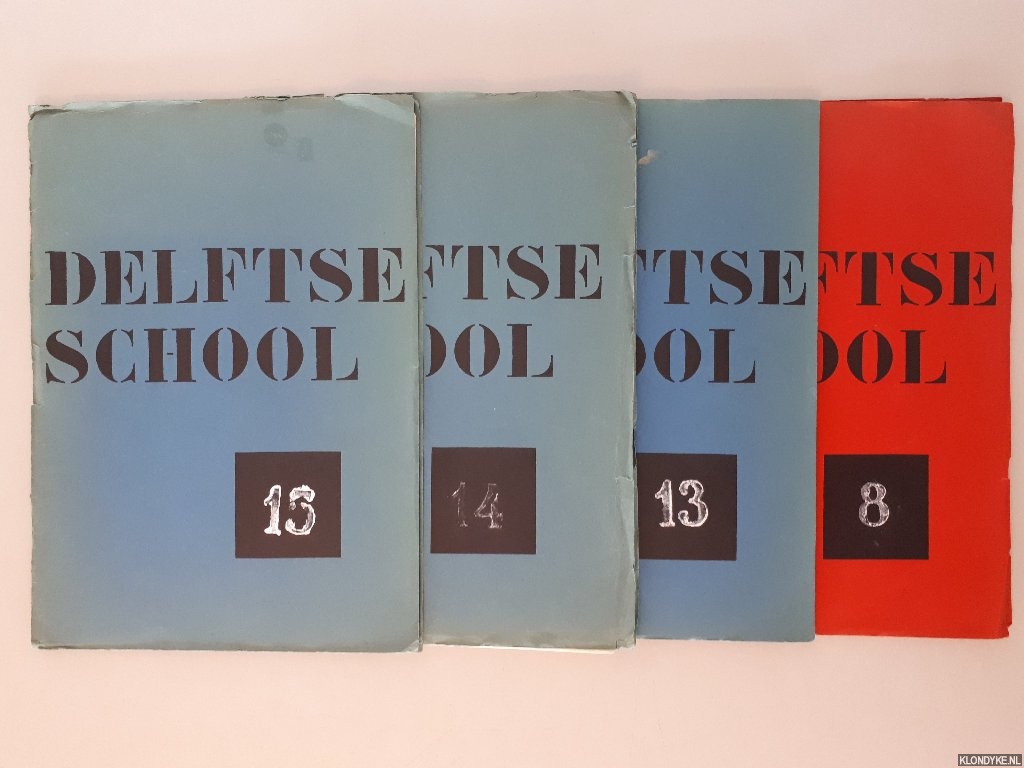 DELFTSE
SCHOOL
15
FTSE
OOL
14
FTSE
OOL
13
FTSE
OOL
8
KLONDYKE.NL